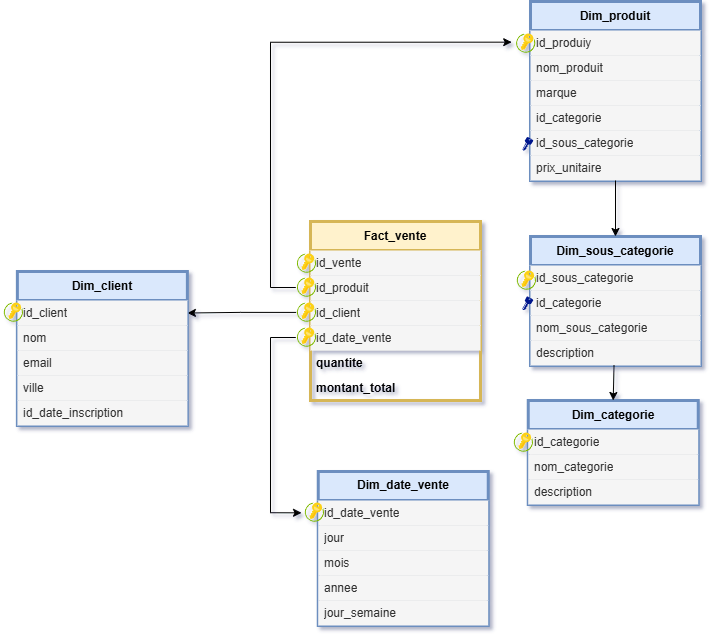 Dim_produit
id_produiy
nom_produit
marque
id_categorie
id_sous_categorie
prix_unitaire
Fact_vente
id_vente
id_produit
id_client
id_date_vente
quantite
montant_total
Dim_sous_categorie
id_sous_categorie
id_categorie
nom_sous_categorie
description
Dim_client
id_client
nom
email
ville
id_date_inscription
Dim_categorie
id_categorie
nom_categorie
description
Dim_date_vente
id_date_vente
jour
mois
annee
jour_semaine